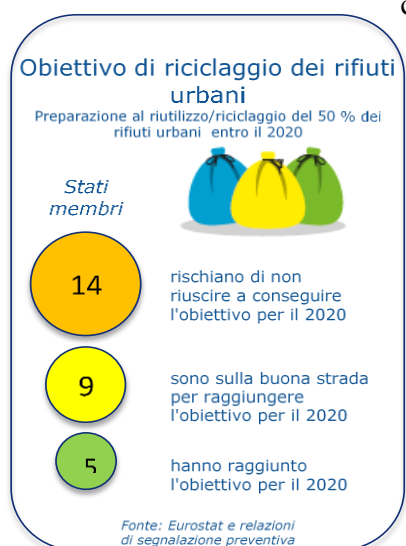 Obiettivo di riciclaggio dei rifiuti
urbani
Preparazione al riutilizzo/riciclaggio del 50 % dei
rifiuti urbani entro il 2020
Stati
membri
14
rischiano di non
riuscire a conseguire
l'obiettivo per il 2020
9
sono sulla buona strada
per raggiungere
l'obiettivo per il 2020
5
hanno raggiunto
l'obiettivo per il 2020
Fonte: Eurostat e relazioni
di segnalazione preventiva